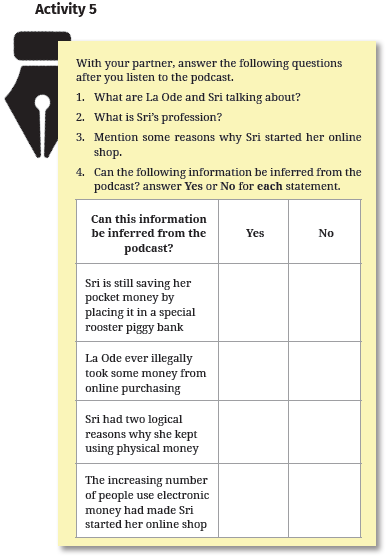 Activity 5
With your partner, answer the following questions
after you listen to the podcast.
1. What are La Ode and Sri talking about?
2. What is Sri's profession?
3. Mention some reasons why Sri started her online
shop.
4. Can the following information be inferred from the
podcast? answer Yes or No for each statement.
Can this information
be inferred from the
podcast?
Yes
No
Sri is still saving her
pocket money by
placing it in a special
rooster piggy bank
La Ode ever illegally
took some money from
online purchasing
Sri had two logical
reasons why she kept
using physical money
The increasing number
of people use electronic
money had made Sri
started her online shop